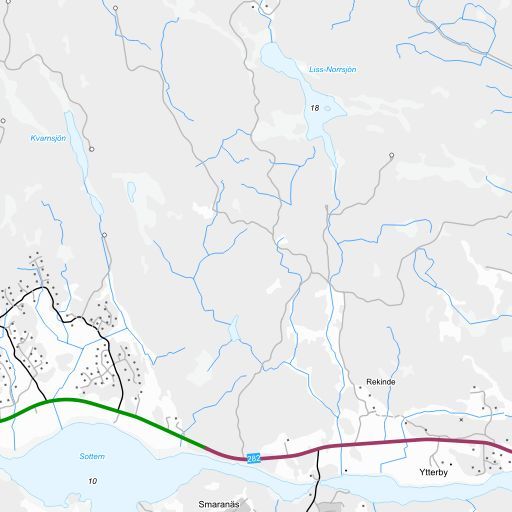 Liss-Norrsjön
18
Kvarnsjön
Rekinde
Sottern
262
Ytterby
10
Smaranäs